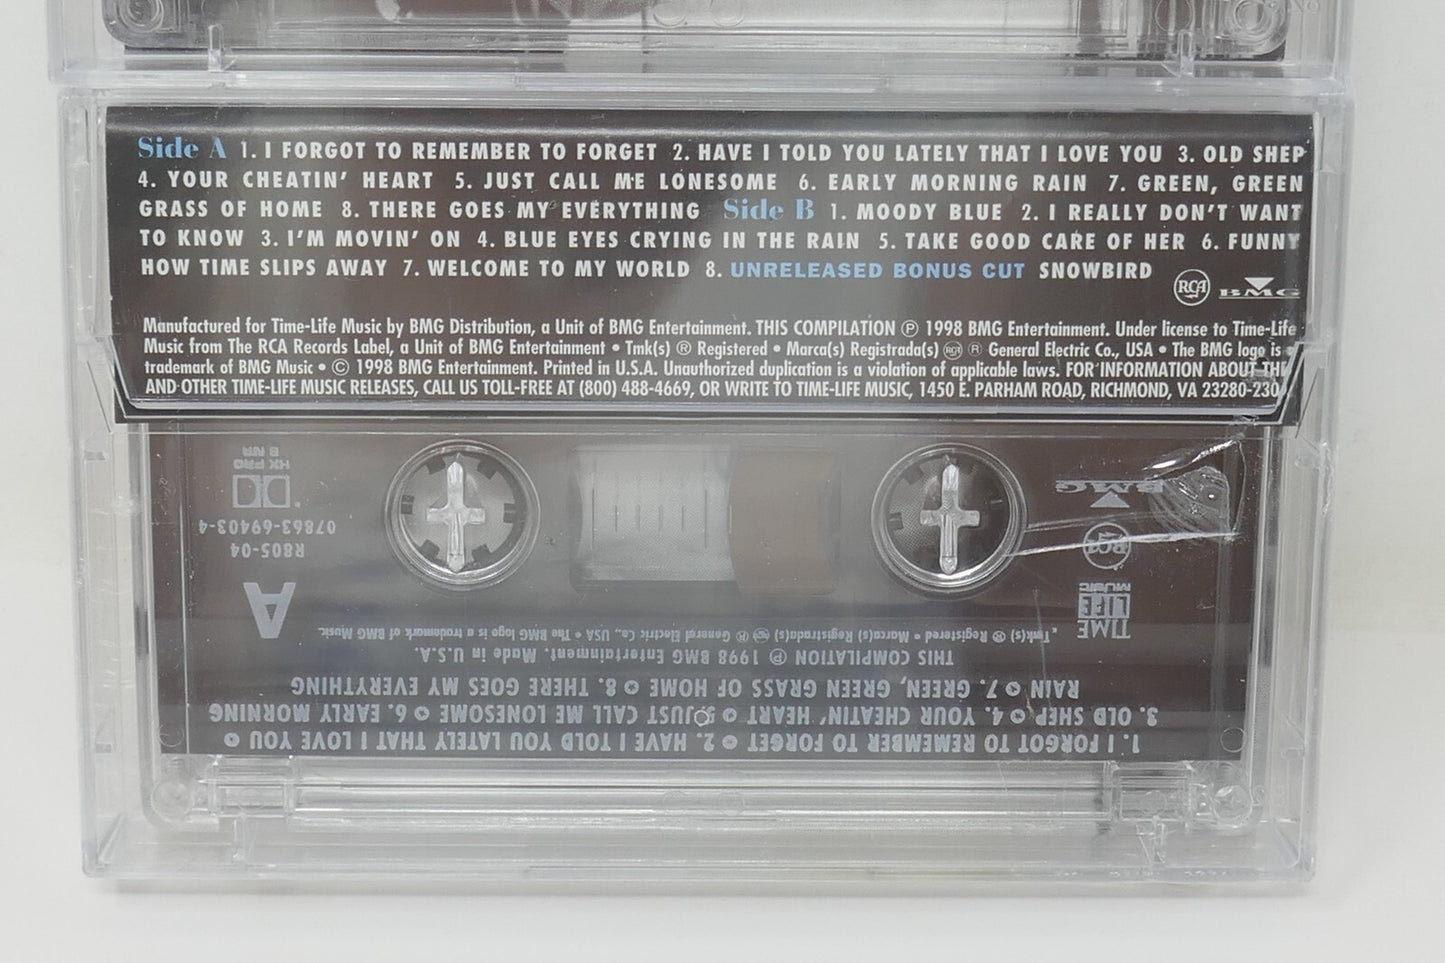 Side A 1. I FORGOT TO REMEMBER TO FORGET 2. HAVE I TOLD YOU LATELY THAT I LOVE YOU 3. OLD SHEP
4. YOUR CHEATIN' HEART 5. JUST CALL ME LONESOME 6. EARLY MORNING RAIN 7. GREEN, GREEN
GRASS OF HOME 8. THERE GOES MY EVERYTHING Side B 1. MOODY BLUE 2. I REALLY DON'T WANT
TO KNOW 3. I'M MOVIN' ON 4. BLUE EYES CRYING IN THE RAIN 5. TAKE GOOD CARE OF HER 6. FUNNY
HOW TIME SLIPS AWAY 7. WELCOME TO MY WORLD 8. UNRELEASED BONUS CUT SNOWBIRD
RCA BMG
Manufactured for Time-Life Music by BMG Distribution, a Unit of BMG Entertainment. THIS COMPILATION ℗ 1998 BMG Entertainment. Under license to Time-Life
Music from The RCA Records Label, a Unit of BMG Entertainment • Tmk(s) ® Registered • Marca(s) Registrada(s) RCA ® General Electric Co., USA • The BMG logo is a
trademark of BMG Music • © 1998 BMG Entertainment. Printed in U.S.A. Unauthorized duplication is a violation of applicable laws. FOR INFORMATION ABOUT THIS
AND OTHER TIME-LIFE MUSIC RELEASES, CALL US TOLL-FREE AT (800) 488-4669, OR WRITE TO TIME-LIFE MUSIC, 1450 E. PARHAM ROAD, RICHMOND, VA 23280
1. I FORGOT TO REMEMBER TO FORGET ✪ 2. HAVE I TOLD YOU LATELY THAT I LOVE YOU ✪
3. OLD SHEP ✪ 4. YOUR CHEATIN' HEART ✪ 5. JUST CALL ME LONESOME ✪ 6. EARLY MORNING
RAIN ✪ 7. GREEN, GREEN GRASS OF HOME ✪ 8. THERE GOES MY EVERYTHING
THIS COMPILATION ℗ 1998 BMG Entertainment. Made in U.S.A.
Tmk(s) ® Registered • Marca(s) Registrada(s) RCA ® General Electric Co., USA • The BMG logo is a trademark of BMG Music.
TIME
LIFE
MUSIC
A
RCA
R805-04
07863-69403-4
BMG
HX PRO
B NR